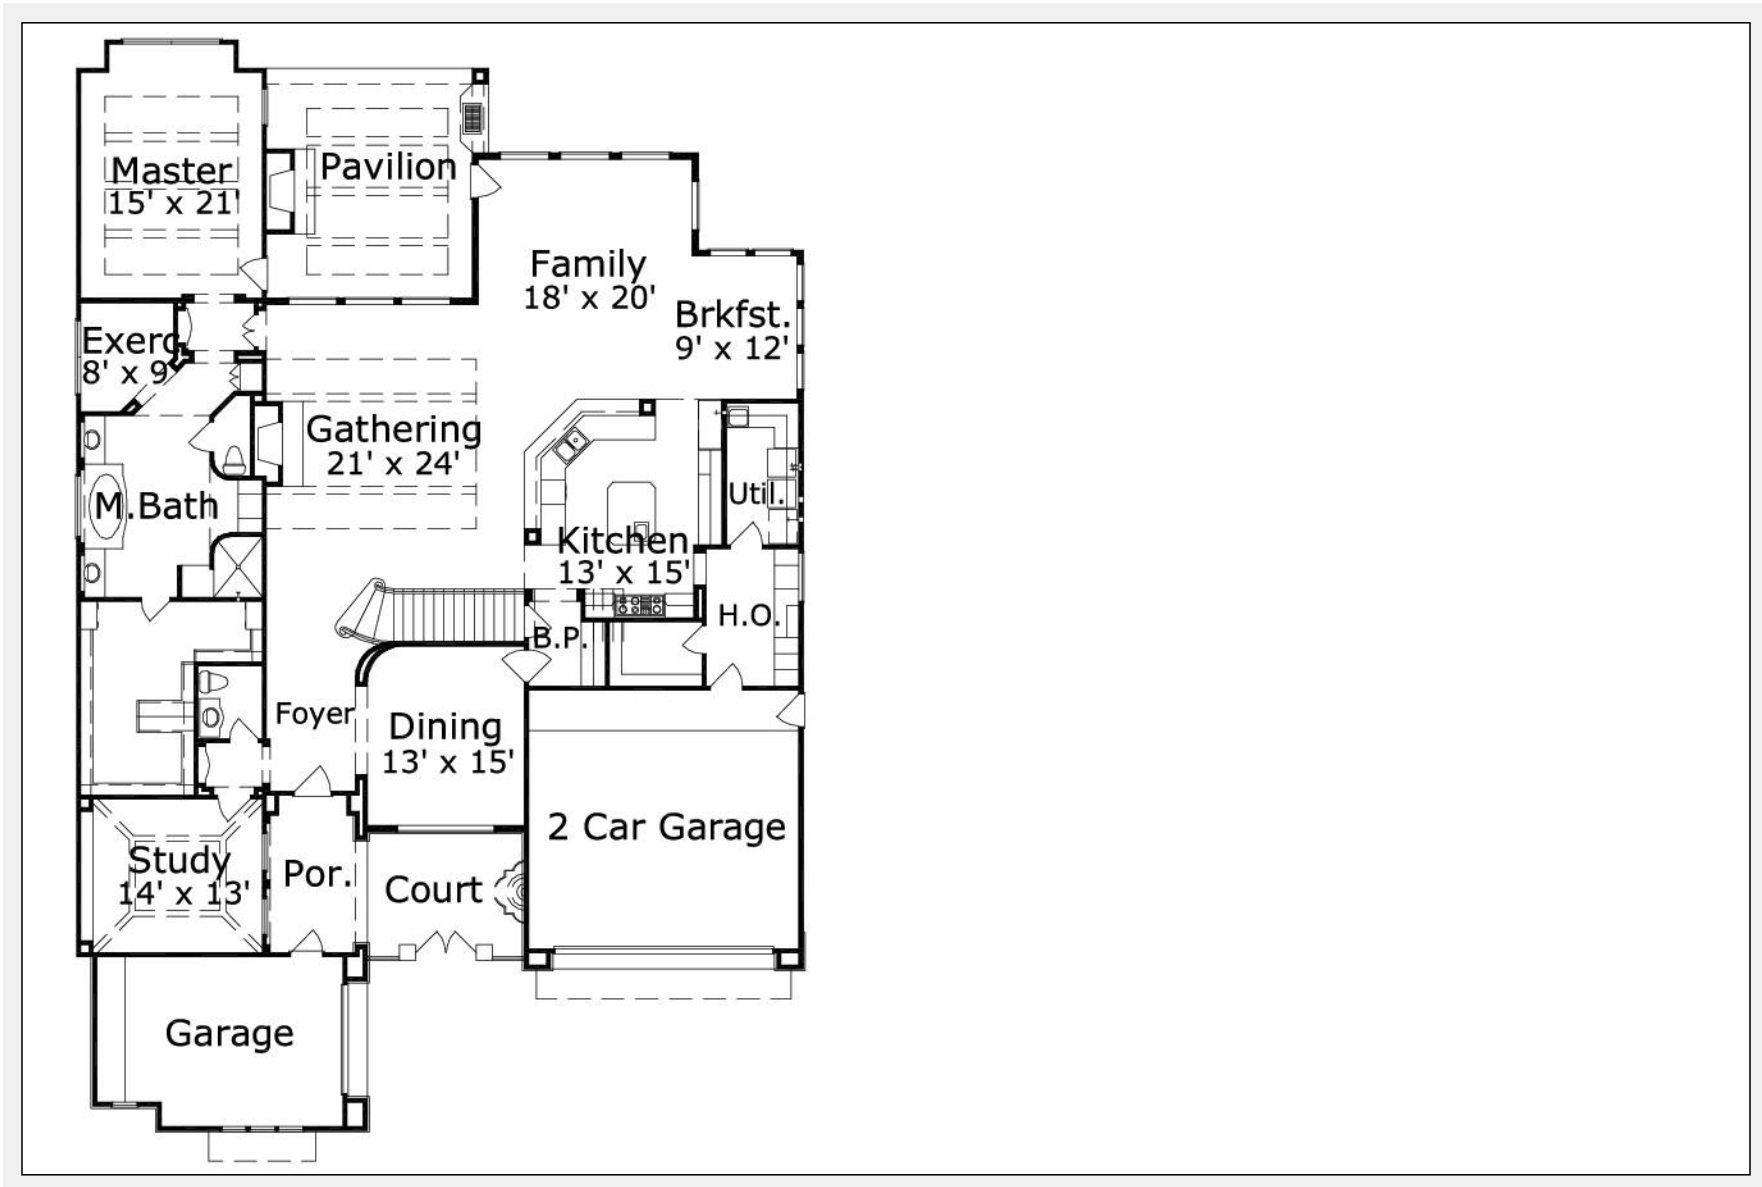 Master
15' x 21'
Pavilion
Family
18' x 20'
Brkfst.
9' x 12'
Exerc
8' x 9'
Gathering
21' x 24'
M.Bath
Util.
Kitchen
13' x 15'
H.O.
B.P.
Foyer
Dining
13' x 15'
2 Car Garage
Study
14' x 13'
Por.
Court
Garage